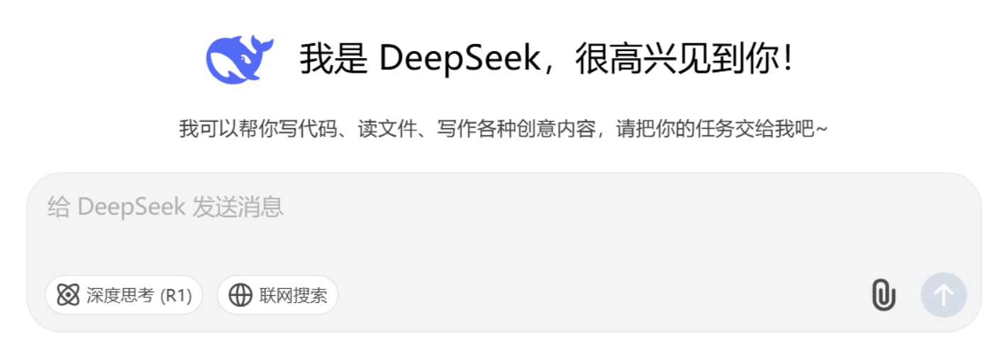 我是 DeepSeek，很高兴见到你！
我可以帮你写代码、读文件、写作各种创意内容，请把你的任务交给我吧~
给 DeepSeek 发送消息
深度思考 (R1)
联网搜索